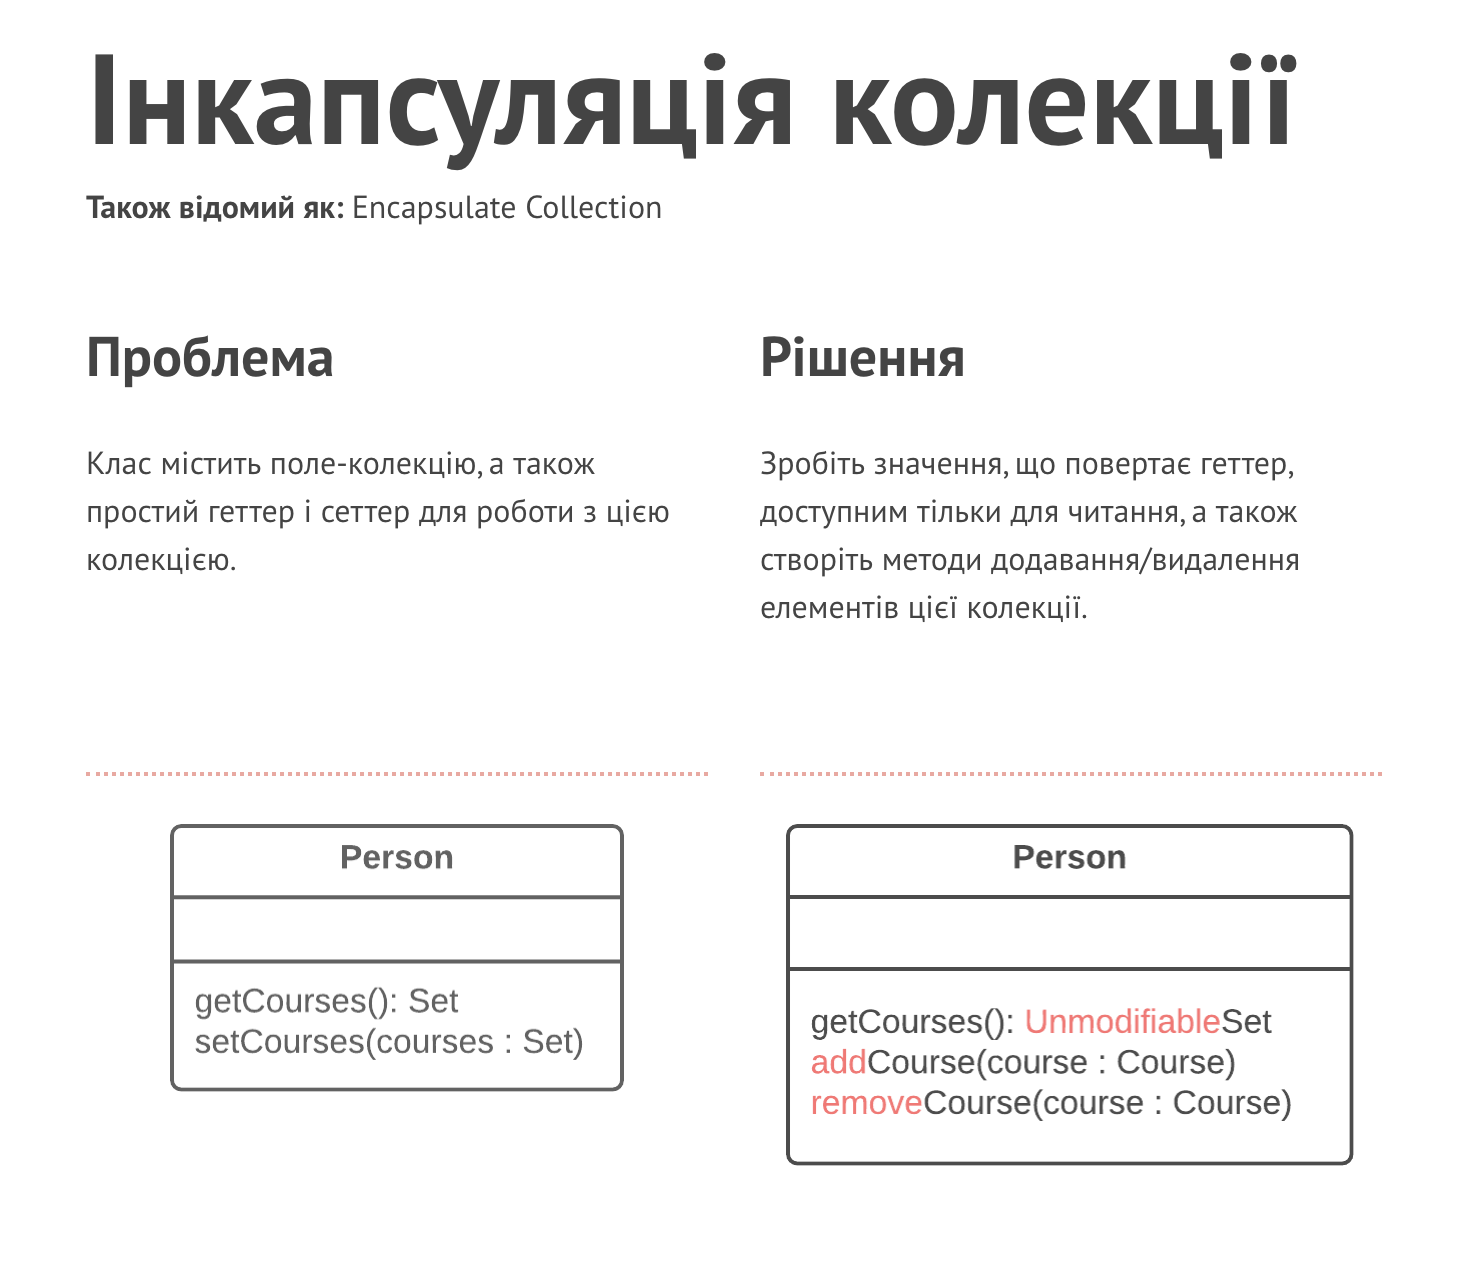 Інкапсуляція колекції
Також відомий як: Encapsulate Collection
Проблема
Клас містить поле-колекцію, а також
простий геттер і сеттер для роботи з цією
колекцією.
Рішення
Зробіть значення, що повертає геттер,
доступним тільки для читання, а також
створіть методи додавання/видалення
елементів цієї колекції.
Person
getCourses(): Set
setCourses(courses : Set)
Person
getCourses(): UnmodifiableSet
addCourse(course : Course)
removeCourse(course : Course)